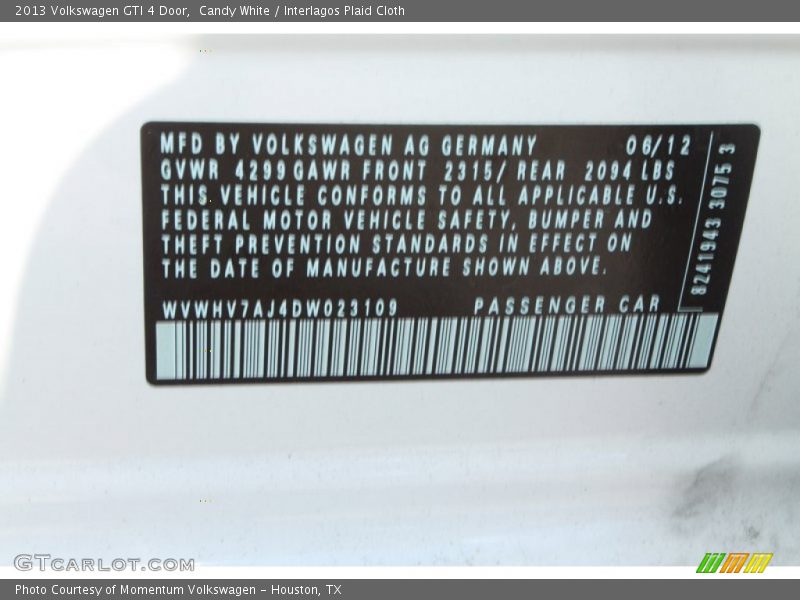 2013 Volkswagen GTI 4 Door, Candy White / Interlagos Plaid Cloth
MFD BY VOLKSWAGEN AG GERMANY 06/12
GVWR 4299 GAWR FRONT 2315/ REAR 2094 LBS
THIS VEHICLE CONFORMS TO ALL APPLICABLE U.S.
FEDERAL MOTOR VEHICLE SAFETY, BUMPER AND
THEFT PREVENTION STANDARDS IN EFFECT ON
THE DATE OF MANUFACTURE SHOWN ABOVE.
WVWHV7AJ4DW023109 PASSENGER CAR
8241943 3075 3
GTCARLOT.COM
Photo Courtesy of Momentum Volkswagen - Houston, TX